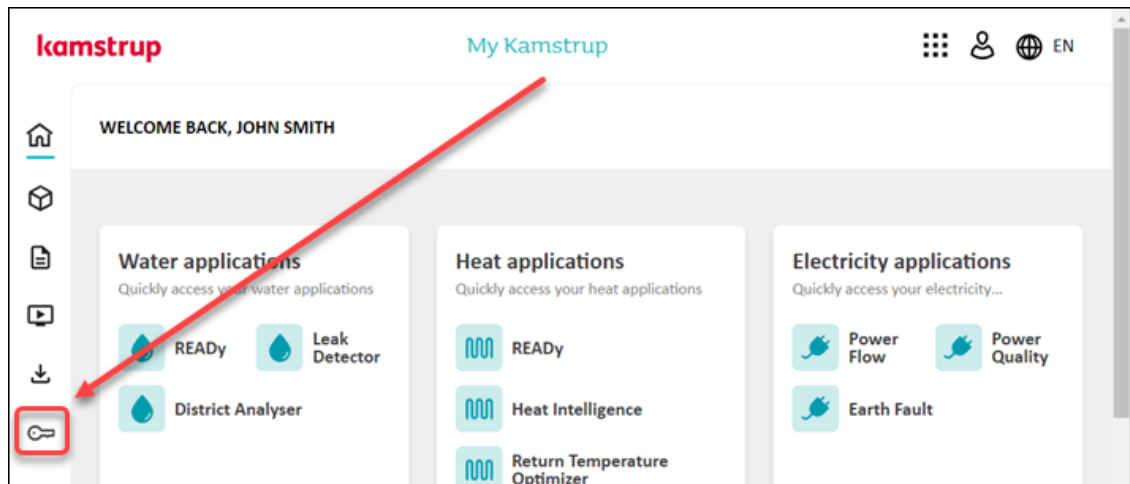 kamstrup
My Kamstrup
EN
WELCOME BACK, JOHN SMITH
Water applications
Quickly access your water applications
READy
Leak
Detector
District Analyser
Heat applications
Quickly access your heat applications
READy
Heat Intelligence
Return Temperature
Optimizer
Electricity applications
Quickly access your electricity...
Power
Flow
Power
Quality
Earth Fault